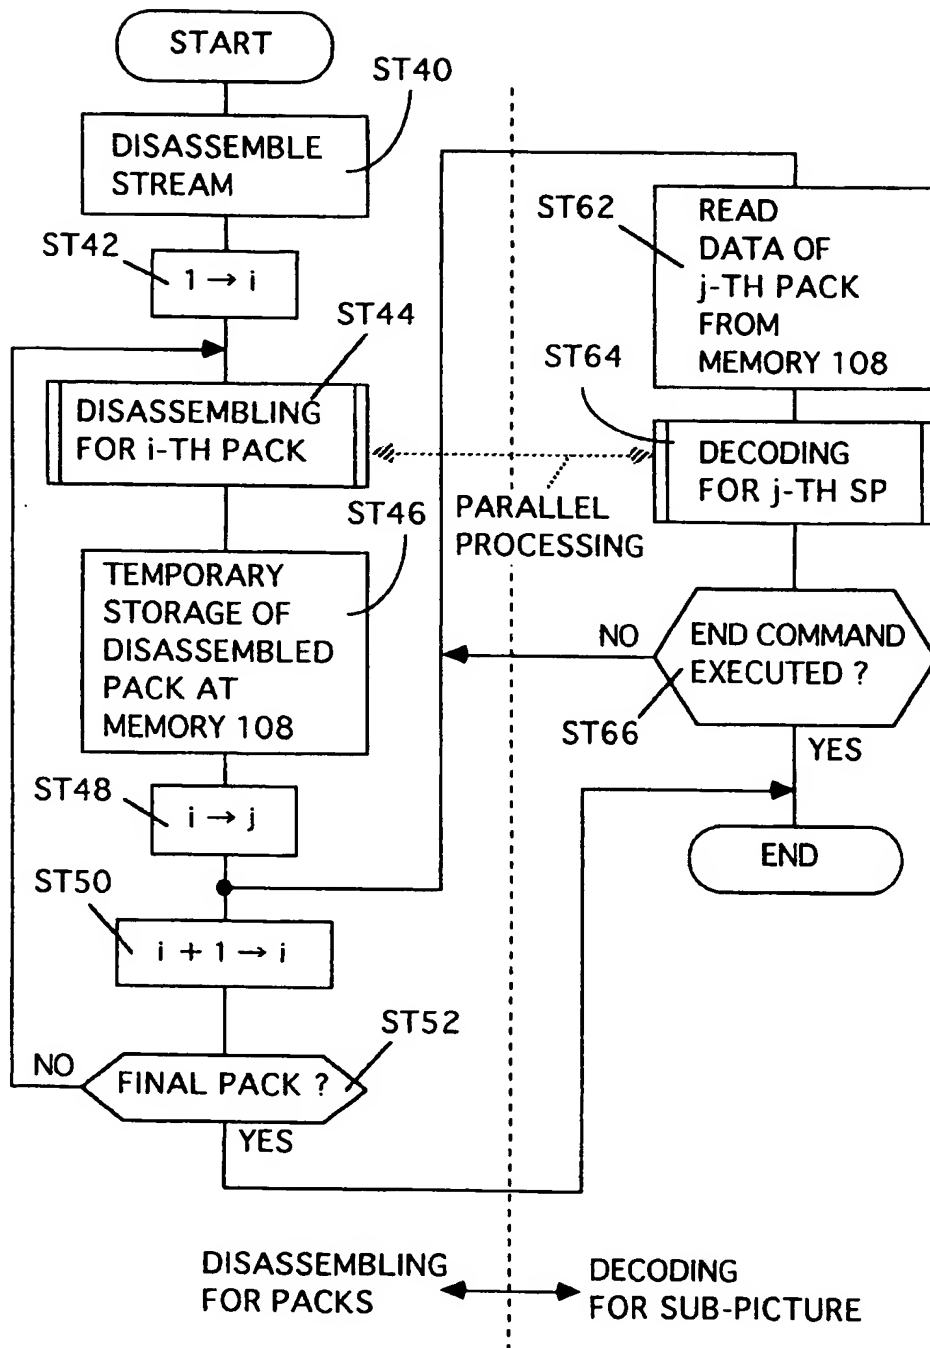 START
ST40
DISASSEMBLE
STREAM
ST42
1 → i
ST44
DISASSEMBLING
FOR i-TH PACK
ST46
TEMPORARY
STORAGE OF
DISASSEMBLED
PACK AT
MEMORY 108
ST48
i → j
ST50
i + 1 → i
ST52
NO
FINAL PACK ?
YES
ST62
READ
DATA OF
j-TH PACK
FROM
MEMORY 108
ST64
DECODING
FOR j-TH SP
PARALLEL
PROCESSING
NO
END COMMAND
EXECUTED ?
ST66
YES
END
DISASSEMBLING
FOR PACKS
DECODING
FOR SUB-PICTURE